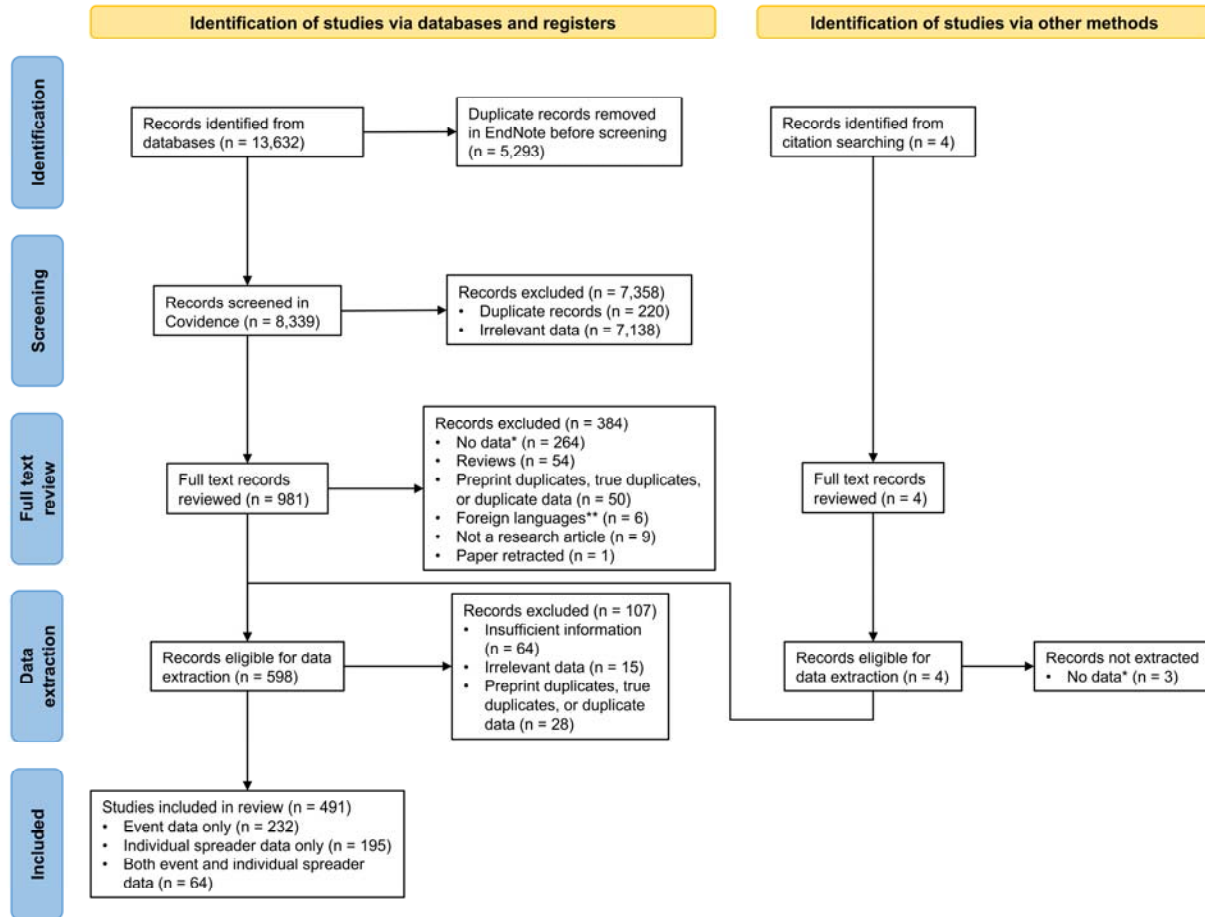 Identification of studies via databases and registers
Identification of studies via other methods
Identification
Records identified from
databases (n = 13,632)
Duplicate records removed
in EndNote before screening
(n = 5,293)
Records identified from
citation searching (n = 4)
Screening
Records screened in
Covidence (n = 8,339)
Records excluded (n = 7,358)
• Duplicate records (n = 220)
• Irrelevant data (n = 7,138)
Full text
review
Full text records
reviewed (n = 981)
Records excluded (n = 384)
• No data* (n = 264)
• Reviews (n = 54)
• Preprint duplicates, true duplicates,
or duplicate data (n = 50)
• Foreign languages** (n = 6)
• Not a research article (n = 9)
• Paper retracted (n = 1)
Full text records
reviewed (n = 4)
Data
extraction
Records eligible for data
extraction (n = 598)
Records excluded (n = 107)
• Insufficient information
(n = 64)
• Irrelevant data (n = 15)
• Preprint duplicates, true
duplicates, or duplicate
data (n = 28)
Records eligible for
data extraction (n = 4)
Records not extracted
• No data* (n = 3)
Included
Studies included in review (n = 491)
• Event data only (n = 232)
• Individual spreader data only (n = 195)
• Both event and individual spreader
data (n = 64)